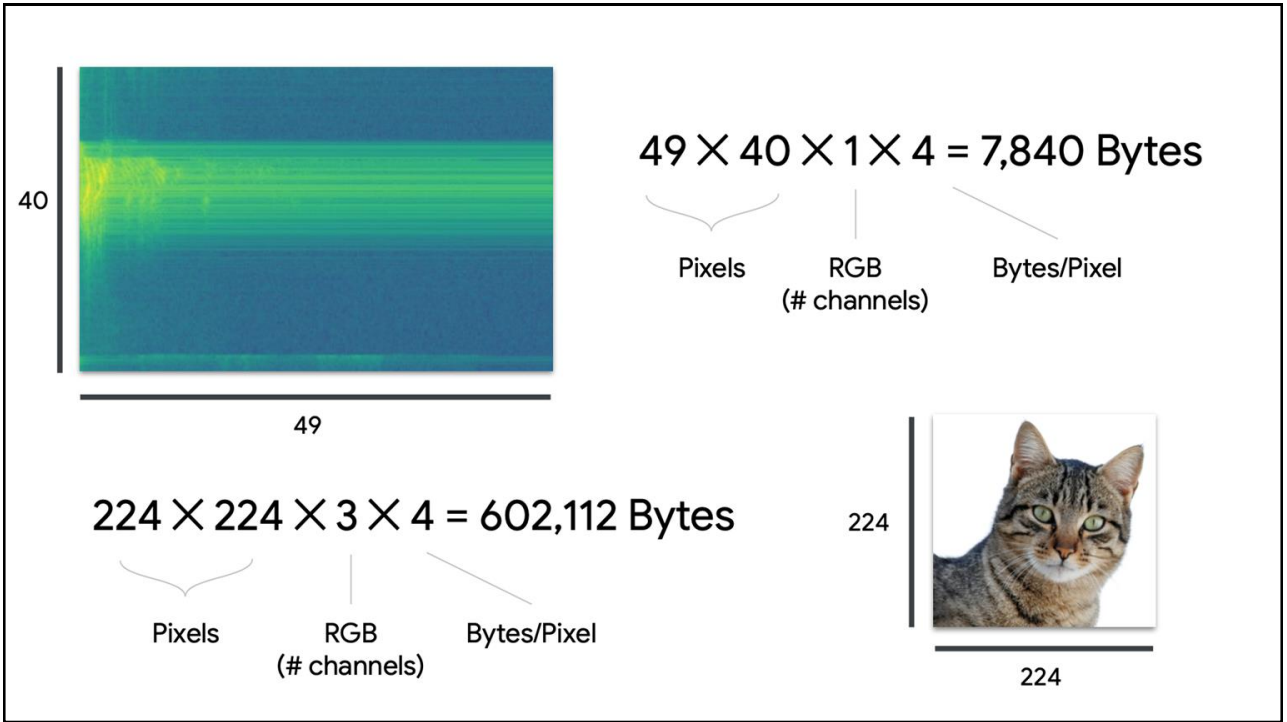 40
49
49 × 40 × 1 × 4 = 7,840 Bytes
Pixels
RGB
(# channels)
Bytes/Pixel
224 × 224 × 3 × 4 = 602,112 Bytes
Pixels
RGB
(# channels)
Bytes/Pixel
224
224